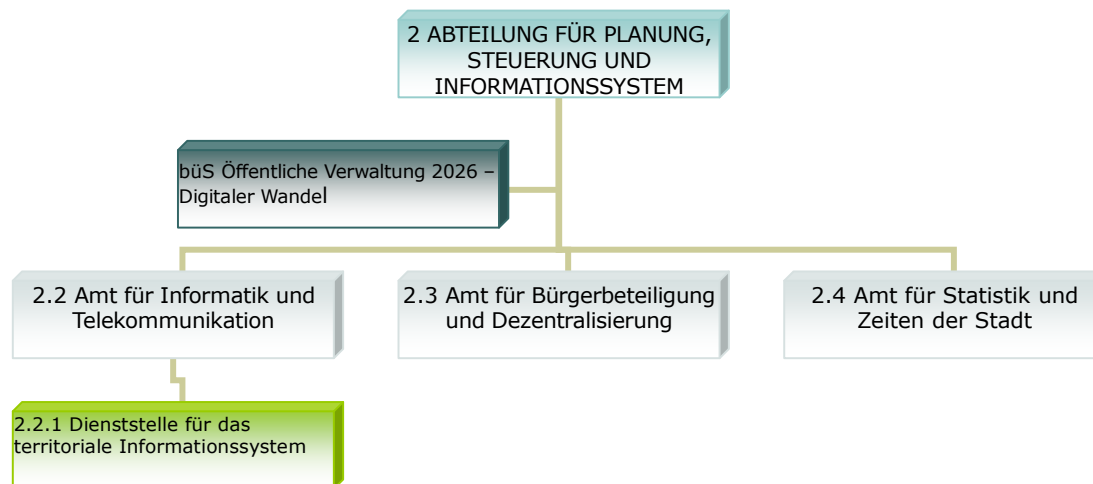 2 ABTEILUNG FÜR PLANUNG,
STEUERUNG UND
INFORMATIONSSYSTEM
büS Öffentliche Verwaltung 2026 –
Digitaler Wandel
2.2 Amt für Informatik und
Telekommunikation
2.3 Amt für Bürgerbeteiligung
und Dezentralisierung
2.4 Amt für Statistik und
Zeiten der Stadt
2.2.1 Dienststelle für das
territoriale Informationssystem